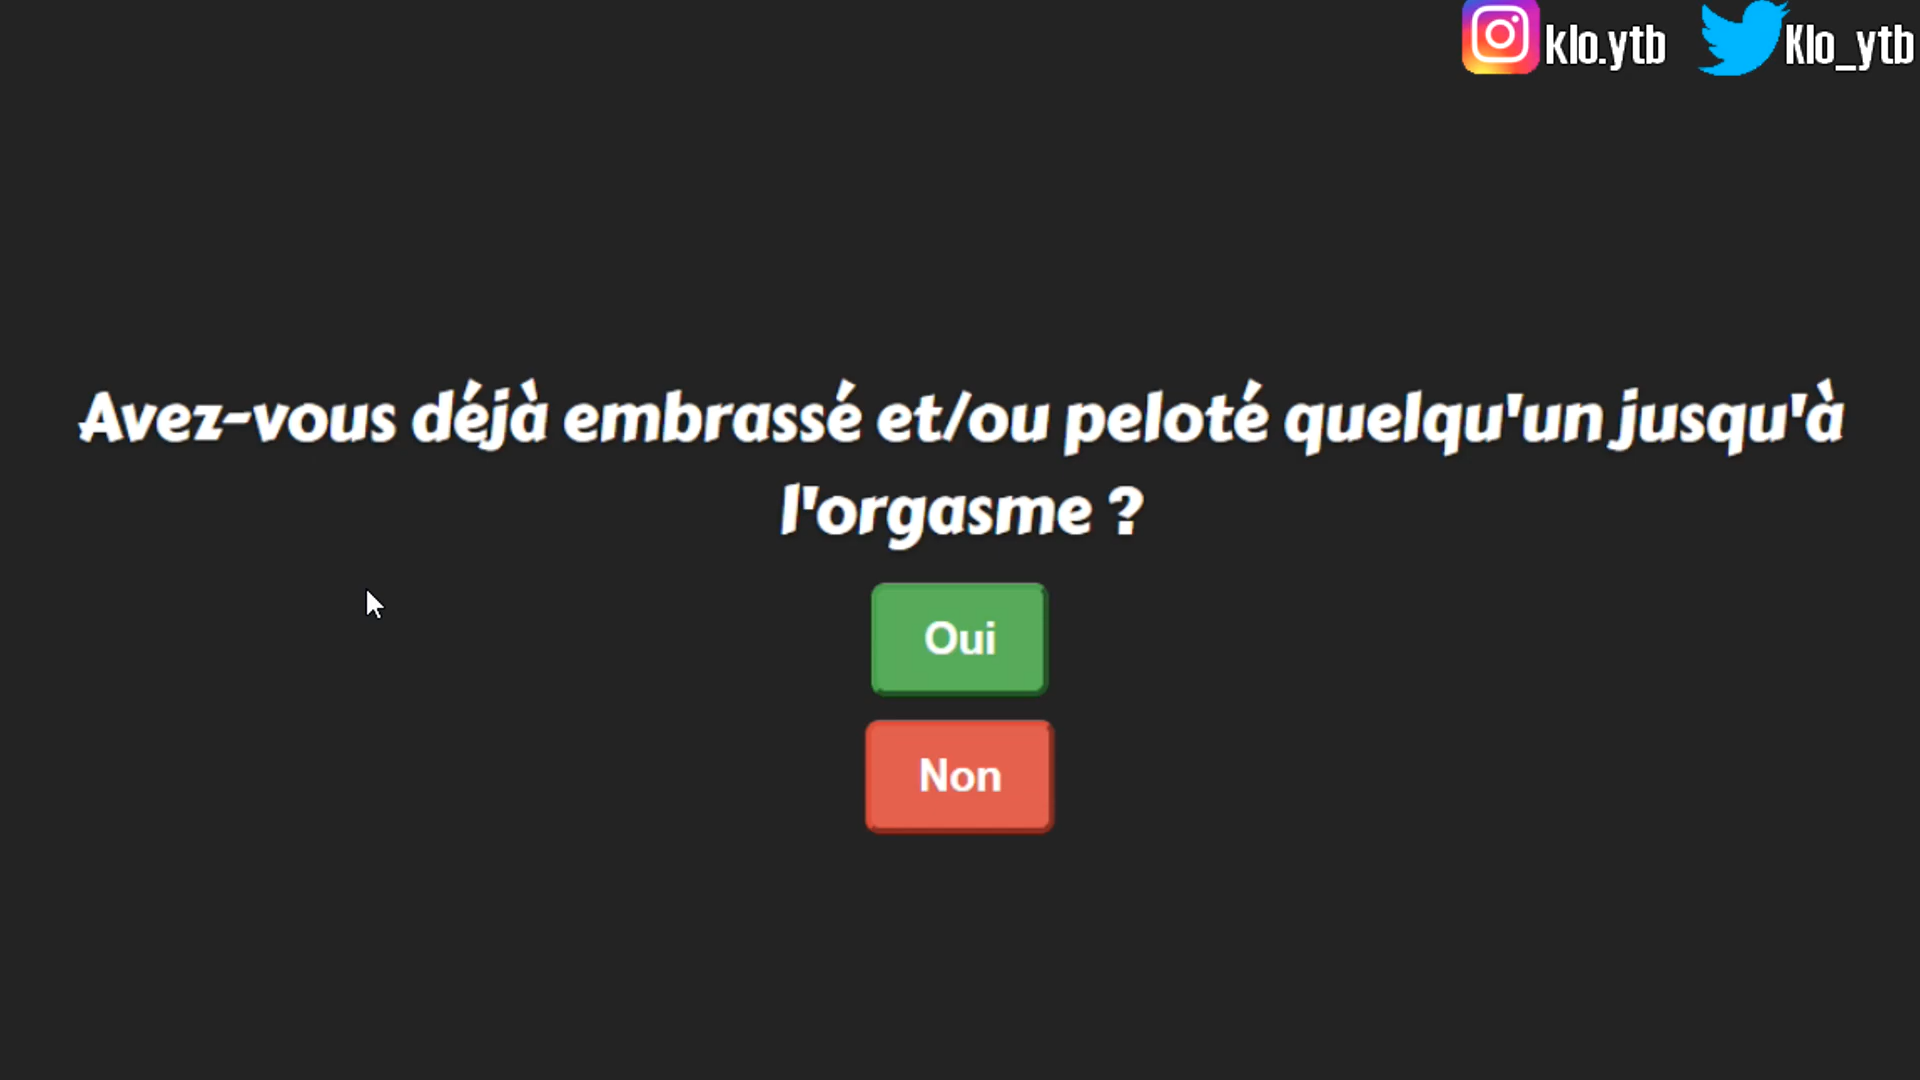 klo.ytb Klo_ytb
Avez-vous déjà embrassé et/ou peloté quelqu'un jusqu'à
l'orgasme ?
Oui
Non